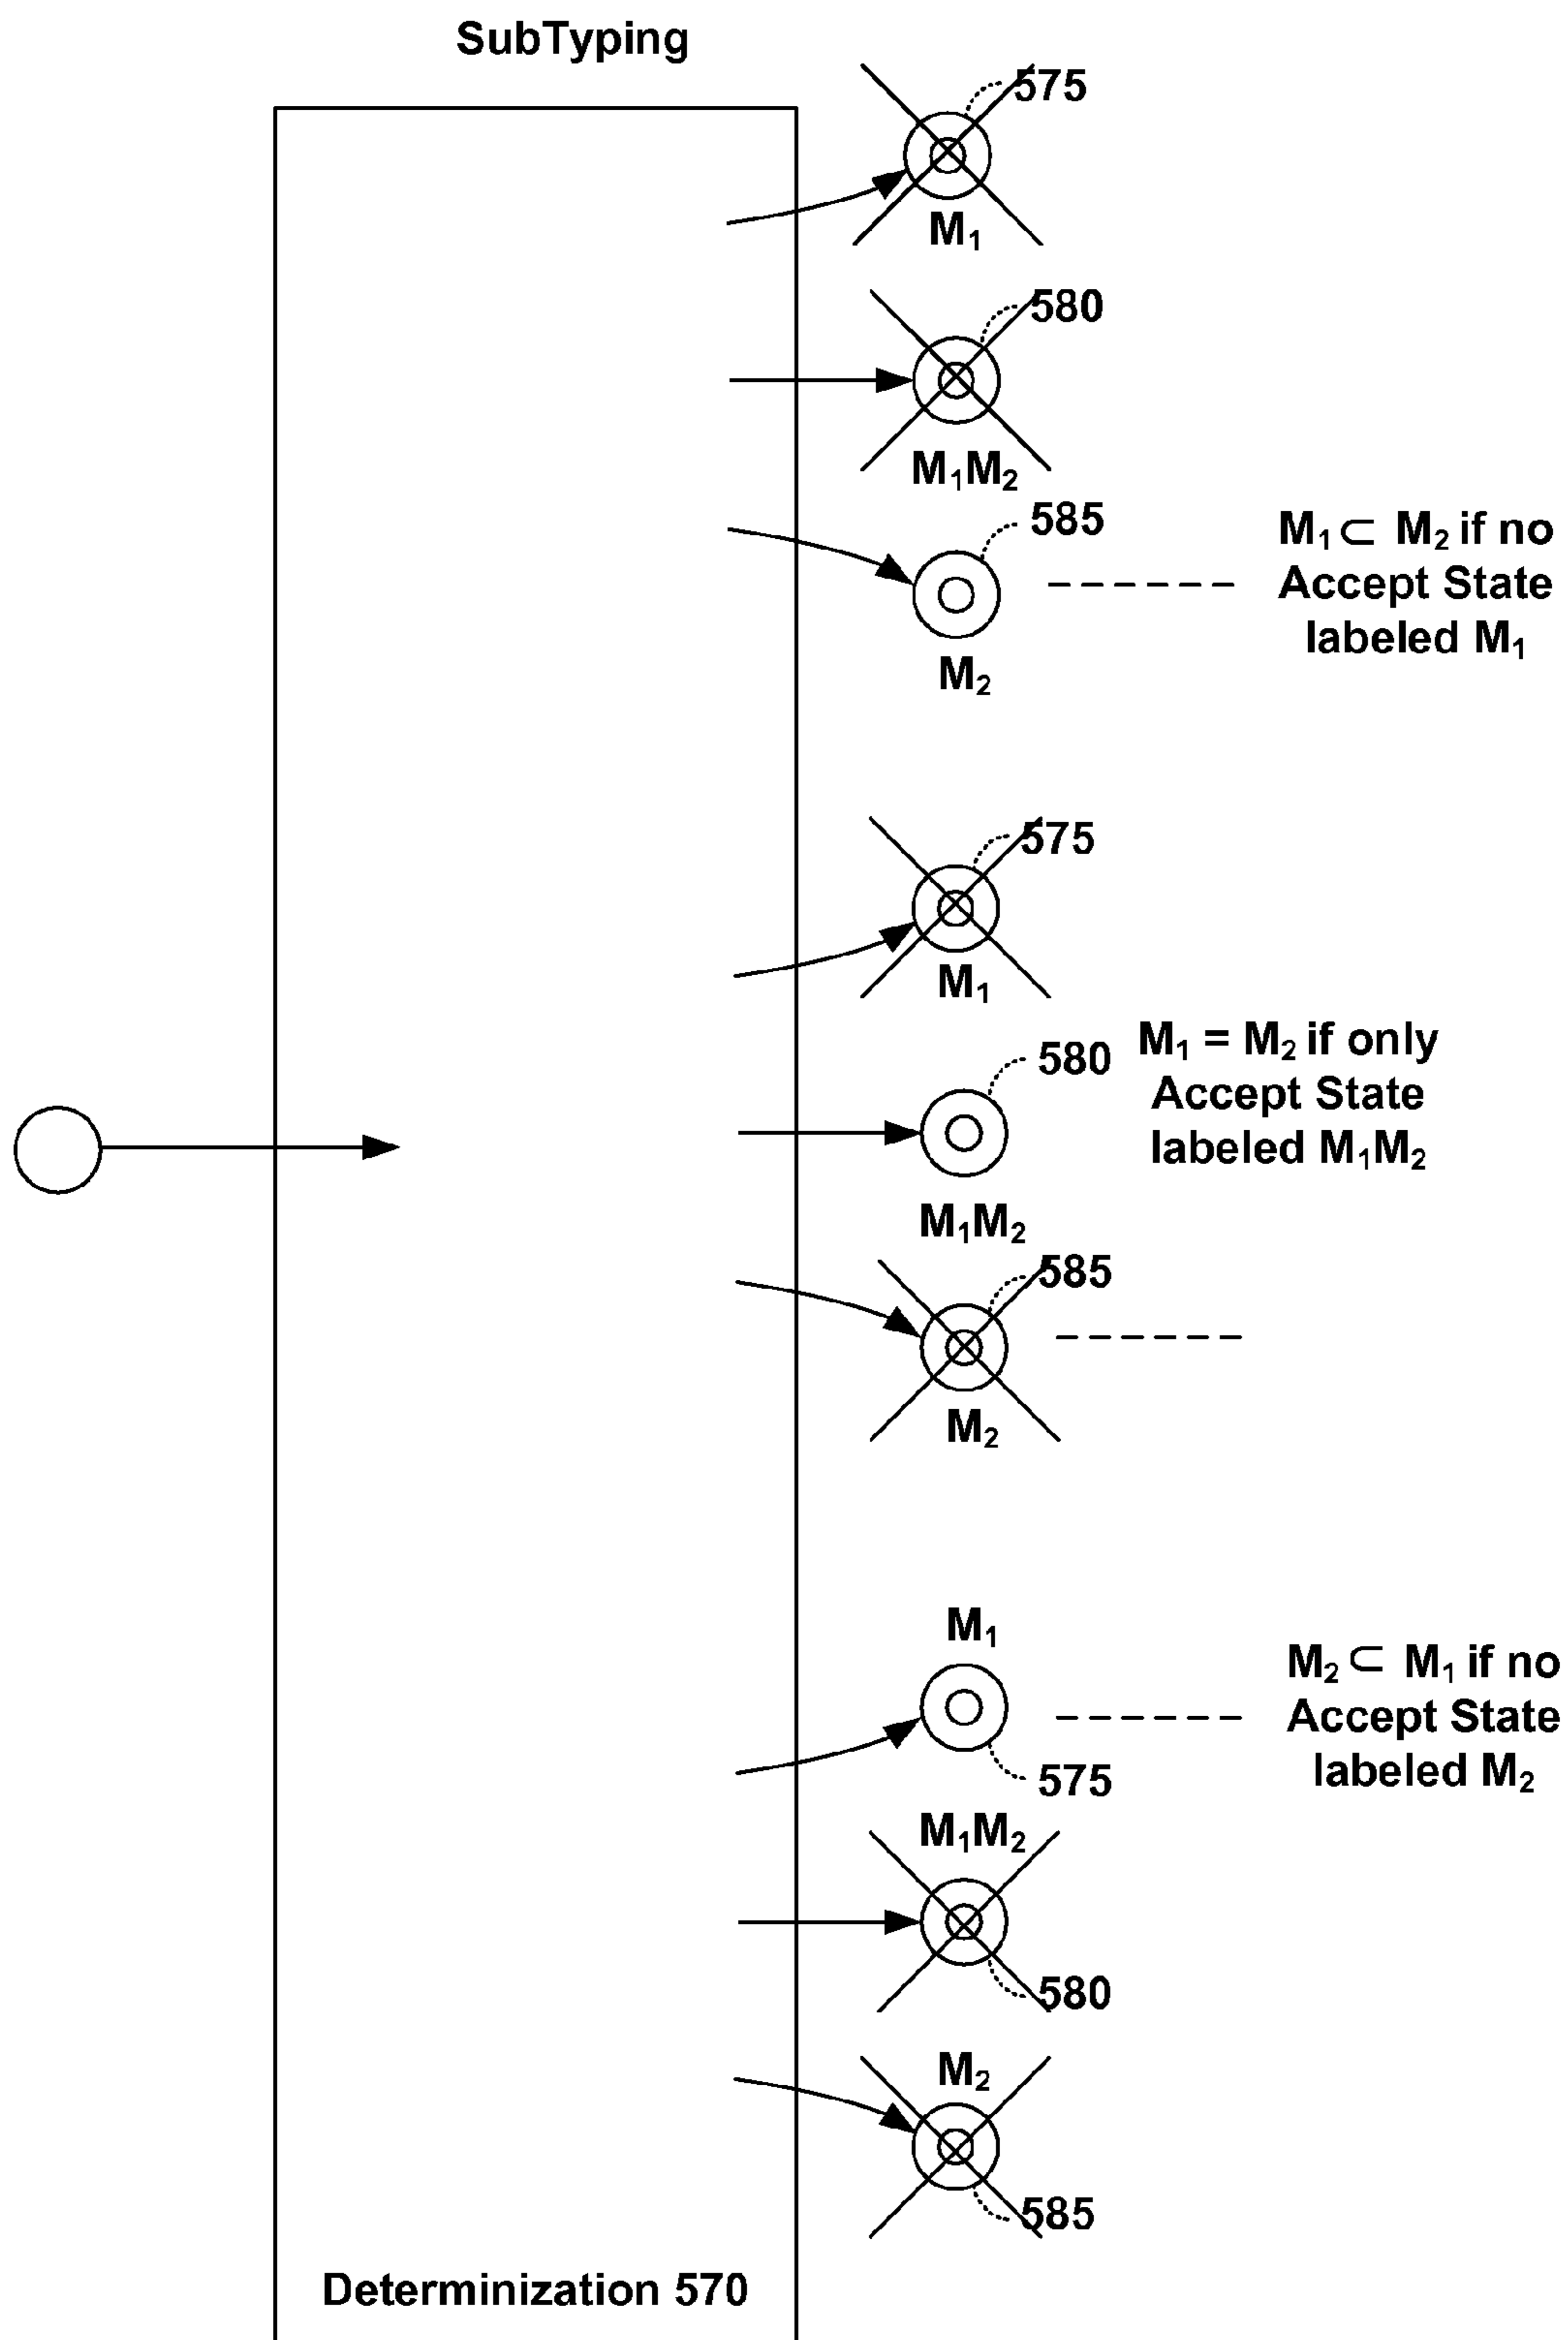 SubTyping
575
M₁
580
M₁M₂
585
M₂
M₁ ⊂ M₂ if no
Accept State
labeled M₁
575
M₁
580
M₁M₂
M₁ = M₂ if only
Accept State
labeled M₁M₂
585
M₂
M₁
575
M₂ ⊂ M₁ if no
Accept State
labeled M₂
M₁M₂
580
M₂
585
Determinization 570